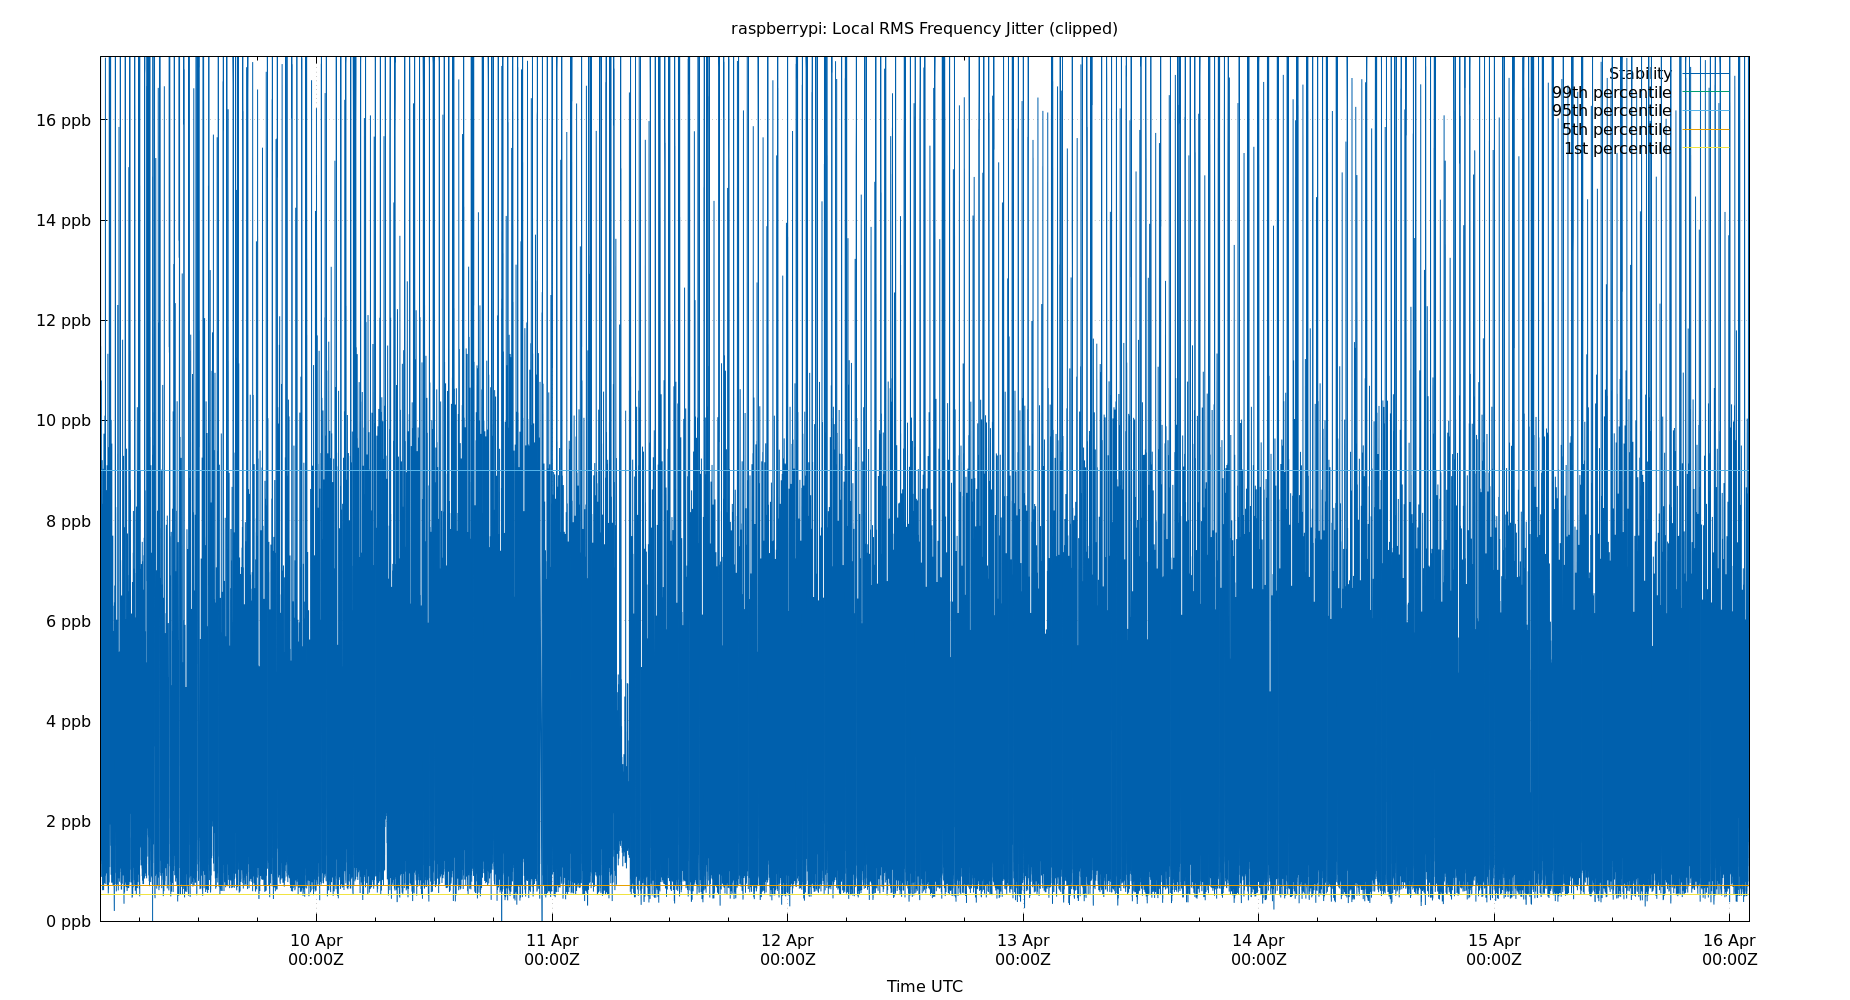 raspberrypi: Local RMS Frequency Jitter (clipped)
Stability
99th percentile
95th percentile
5th percentile
1st percentile
16 ppb
14 ppb
12 ppb
10 ppb
8 ppb
6 ppb
4 ppb
2 ppb
0 ppb
10 Apr 11 Apr 12 Apr 13 Apr 14 Apr 15 Apr 16 Apr
00:00Z 00:00Z 00:00Z 00:00Z 00:00Z 00:00Z 00:00Z
Time UTC